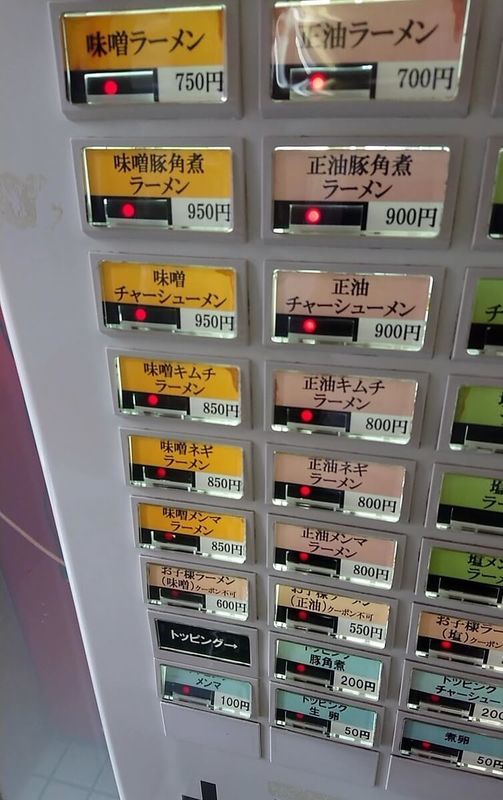 味噌ラーメン
750円
正油ラーメン
700円
味噌豚角煮
ラーメン
950円
正油豚角煮
ラーメン
900円
味噌
チャーシューメン
950円
正油
チャーシューメン
900円
味噌キムチ
ラーメン
850円
正油キムチ
ラーメン
800円
味噌ネギ
ラーメン
850円
正油ネギ
ラーメン
800円
味噌メンマ
ラーメン
850円
正油メンマ
ラーメン
800円
塩メン
ラー
お子様ラーメン
(味噌)クーポン不可
600円
(正油)クーポン不可
550円
お子様ラー
(塩)クーポン
トッピング→
トッピング
豚角煮
200円
トッピング
チャーシュー
メンマ
100円
トッピング
生卵
50円
煮卵
50円